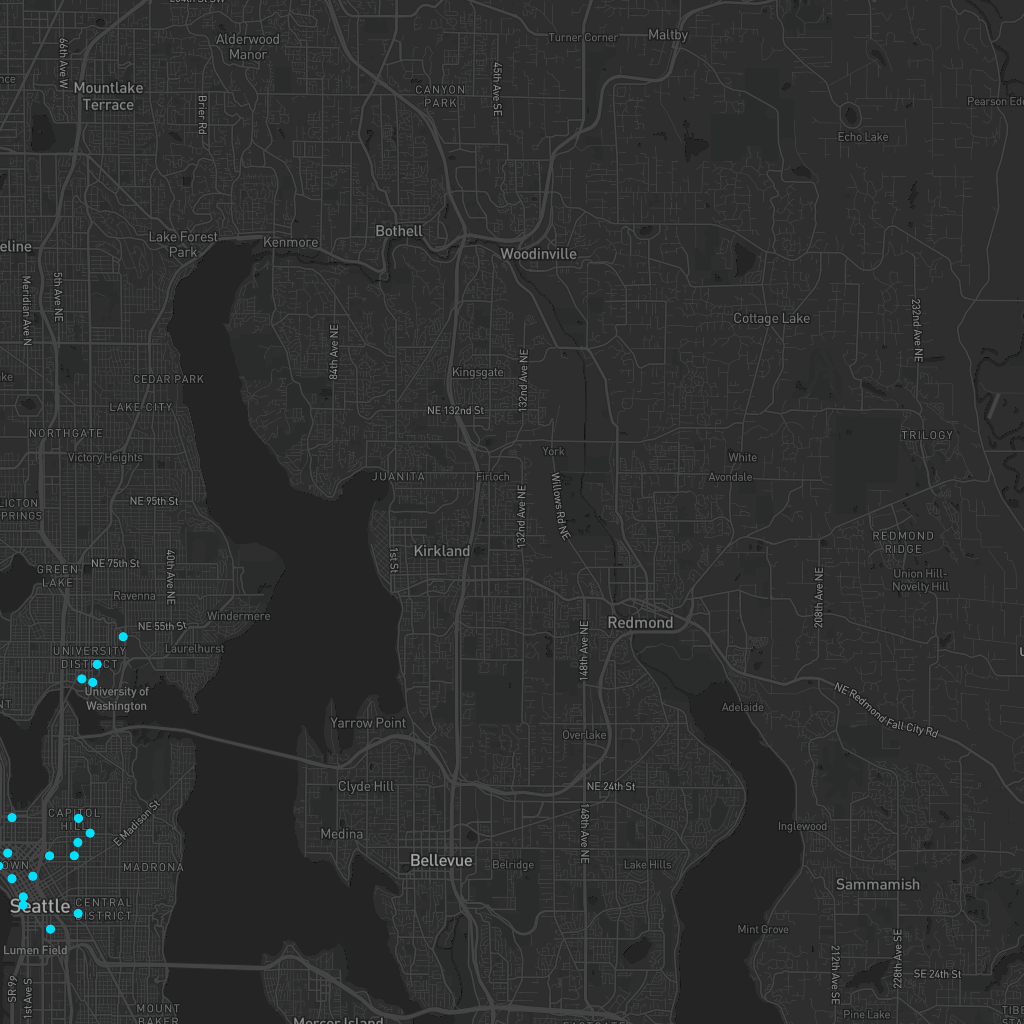 Alderwood
Manor
Turner Corner
Maltby
66th Ave W
Mountlake
Terrace
Brier Rd
CANYON
PARK
45th Ave SE
Echo Lake
Lake Forest
Park
Kenmore
Bothell
Woodinville
eline
Meridian Ave N
5th Ave NE
84th Ave NE
132nd Ave NE
Cottage Lake
232nd Ave NE
Kingsgate
CEDAR PARK
LAKE CITY
NE 132nd St
NORTHGATE
Victory Heights
York
White
Avondale
TRILOGY
JUANITA
Firloch
LICTON
SPRINGS
NE 95th St
132nd Ave NE
Willows Rd NE
GREEN
LAKE
NE 75th St
40th Ave NE
1st St
Kirkland
REDMOND
RIDGE
Union Hill-
Novelty Hill
208th Ave NE
Ravenna
Windermere
NE 55th St
Laurelhurst
UNIVERSITY
DISTRICT
University of
Washington
Redmond
148th Ave NE
Adelaide
NE Redmond Fall City Rd
Yarrow Point
Overlake
Clyde Hill
NE 24th St
CAPITOL
HILL
E Madison St
Medina
148th Ave NE
Inglewood
MADRONA
Bellevue
Belridge
Lake Hills
Sammamish
Seattle
CENTRAL
DISTRICT
Mint Grove
Lumen Field
SR 99
1st Ave S
212th Ave SE
228th Ave SE
SE 24th St
MOUNT
BAKER
Mercer Island
Pine Lake